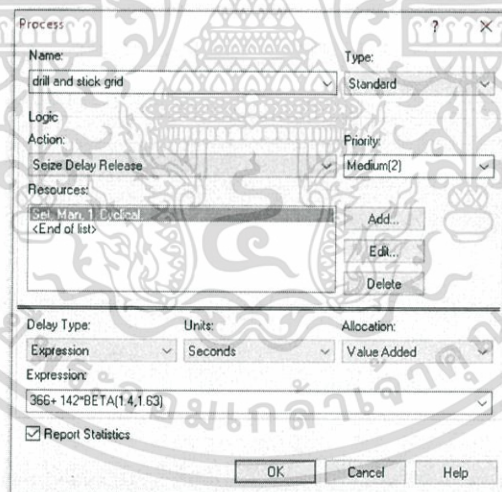 Process ? ×
Name: Type:
drill and stick grid Standard
Logic
Action: Priority:
Seize Delay Release Medium(2)
Resources:
Set, Man, 1, Cyclical,
<End of list>
Add...
Edit...
Delete
Delay Type: Units: Allocation:
Expression Seconds Value Added
Expression:
366+ 142*BETA(1.4,1.63)
Report Statistics
OK Cancel Help